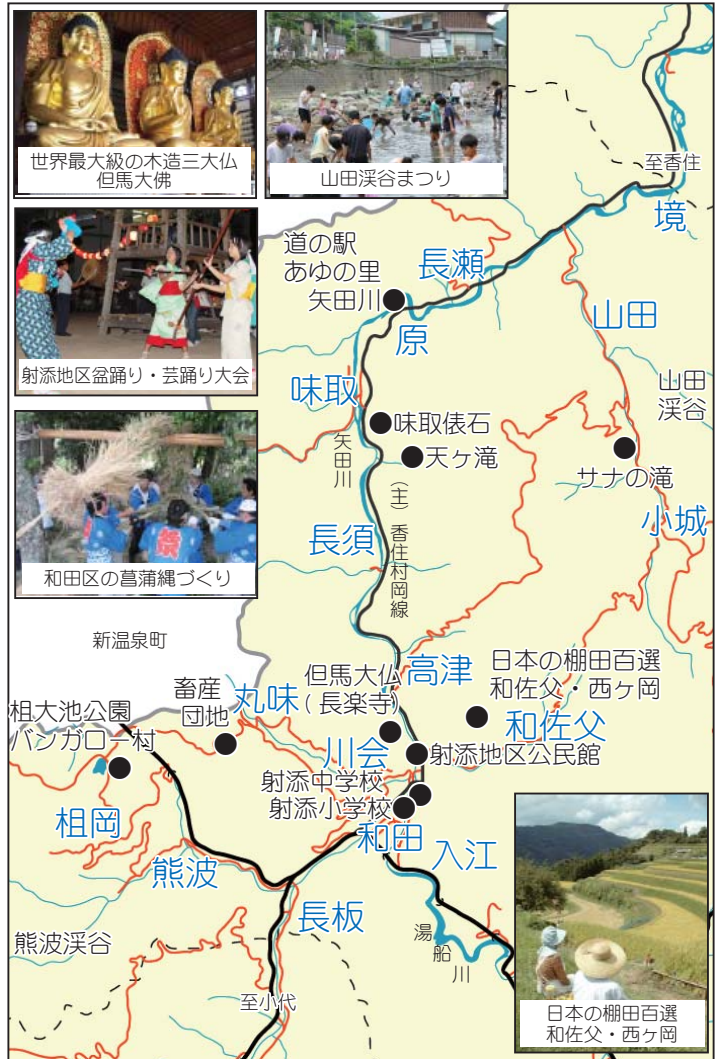 世界最大級の木造三大仏
但馬大佛
山田渓谷まつり
至香住
境
道の駅
あゆの里
矢田川
長瀬
原
山田
射添地区盆踊り・芸踊り大会
味取
山田
渓谷
味取俵石
天ヶ滝
サナの滝
矢田川
(主)香住村岡線
小城
長須
和田区の菖蒲縄づくり
新温泉町
高津
但馬大仏
(長楽寺)
日本の棚田百選
和佐父・西ヶ岡
畜産
団地
丸味
和佐父
祖大池公園
バンガロー村
川会
射添地区公民館
射添中学校
射添小学校
祖岡
和田
入江
熊波
長板
湯船川
熊波渓谷
至小代
日本の棚田百選
和佐父・西ヶ岡
祭